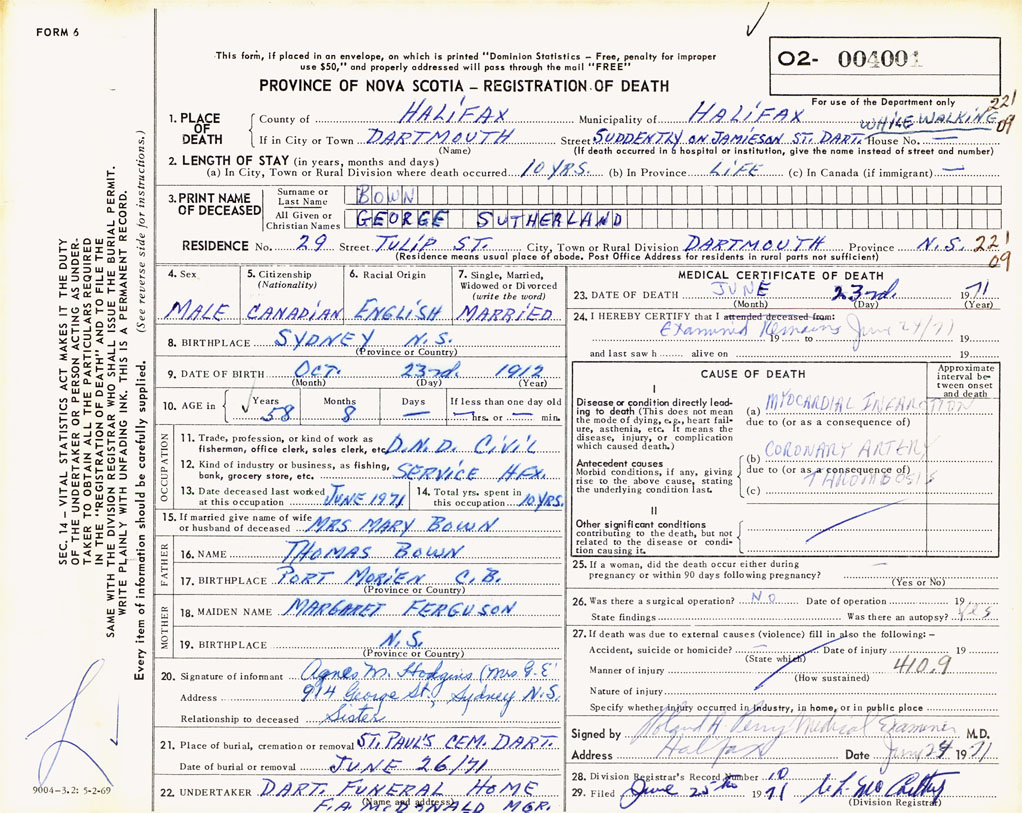 FORM 6
This form, if placed in an envelope, on which is printed "Dominion Statistics – Free, penalty for improper
use $50," and properly addressed will pass through the mail "FREE"
02- 004001
PROVINCE OF NOVA SCOTIA – REGISTRATION OF DEATH
For use of the Department only
221
09
1. PLACE OF DEATH
County of HALIFAX Municipality of HALIFAX WHILE WALKING
If in City or Town DARTMOUTH Street SUDDENLY ON JAMIESON ST. DART. House No. —
(Name) (If death occurred in a hospital or institution, give the name instead of street and number)
2. LENGTH OF STAY (in years, months and days)
(a) In City, Town or Rural Division where death occurred 10 YRS. (b) In Province LIFE (c) In Canada (if immigrant) —
3. PRINT NAME OF DECEASED
Surname or Last Name BOWN
All Given or Christian Names GEORGE SUTHERLAND
RESIDENCE No. 29 Street TULIP ST. City, Town or Rural Division DARTMOUTH Province N.S. 221
(Residence means usual place of abode. Post Office Address for residents in rural parts not sufficient) 09
4. Sex MALE
5. Citizenship (Nationality) CANADIAN
6. Racial Origin ENGLISH
7. Single, Married, Widowed or Divorced (write the word) MARRIED
8. BIRTHPLACE SYDNEY N.S.
(Province or Country)
9. DATE OF BIRTH OCT. 23rd. 1912
(Month) (Day) (Year)
10. AGE in Years 58 Months 8 Days — If less than one day old — hrs. or — min.
OCCUPATION
11. Trade, profession, or kind of work as
fisherman, office clerk, sales clerk, etc. D.N.D. CIVIL
12. Kind of industry or business, as fishing,
bank, grocery store, etc. SERVICE HFX.
13. Date deceased last worked at this occupation JUNE 1971
14. Total yrs. spent in this occupation 10 YRS.
15. If married give name of wife
or husband of deceased MRS MARY BOWN
FATHER
16. NAME THOMAS BOWN
17. BIRTHPLACE PORT MORIEN C.B.
(Province or Country)
MOTHER
18. MAIDEN NAME MARGARET FERGUSON
19. BIRTHPLACE N.S.
(Province or Country)
20. Signature of informant Agnes M. Hodgins (Mrs G.E.
Address 914 George St., Sydney N.S.
Relationship to deceased Sister
21. Place of burial, cremation or removal ST. PAUL'S CEM. DART.
Date of burial or removal JUNE 26/71
22. UNDERTAKER DART. FUNERAL HOME
(Name and address) F.A. McDONALD MGR.
MEDICAL CERTIFICATE OF DEATH
23. DATE OF DEATH JUNE 23rd. 1971
(Month) (Day) (Year)
24. I HEREBY CERTIFY that I attended deceased from:
Examined Remains June 24/71
19 to 19
and last saw h alive on 19
CAUSE OF DEATH
Approximate interval between onset and death
I
Disease or condition directly leading to death (This does not mean the mode of dying, e.g., heart failure, asthenia, etc. It means the disease, injury, or complication which caused death.)
(a) MYOCARDIAL INFARCTION
due to (or as a consequence of)
Antecedent causes
Morbid conditions, if any, giving rise to the above cause, stating the underlying condition last.
(b) CORONARY ARTERY
due to (or as a consequence of)
THROMBOSIS
(c)
II
Other significant conditions
contributing to the death, but not
related to the disease or condition causing it.
25. If a woman, did the death occur either during
pregnancy or within 90 days following pregnancy? —
(Yes or No)
26. Was there a surgical operation? NO Date of operation 19
State findings Was there an autopsy? Yes
27. If death was due to external causes (violence) fill in also the following: –
Accident, suicide or homicide? Date of injury 19
(State which)
Manner of injury 410.9
(How sustained)
Nature of injury
Specify whether injury occurred in industry, in home, or in public place
Signed by Roland A Perry Medical Examiner M.D.
Address Halifax Date June 24 1971
28. Division Registrar's Record Number 10
29. Filed June 25th 1971
(Division Registrar)
SEC. 14 – VITAL STATISTICS ACT MAKES IT THE DUTY
OF THE UNDERTAKER OR PERSON ACTING AS UNDER-
TAKER TO OBTAIN ALL THE PARTICULARS REQUIRED
IN THE "REGISTRATION OF DEATH" AND TO FILE THE
SAME WITH THE DIVISION REGISTRAR WHO SHALL ISSUE THE BURIAL PERMIT.
WRITE PLAINLY WITH UNFADING INK. THIS IS A PERMANENT RECORD.
Every item of information should be carefully supplied. (See reverse side for instructions.)
9004-3.2: 5-2-69